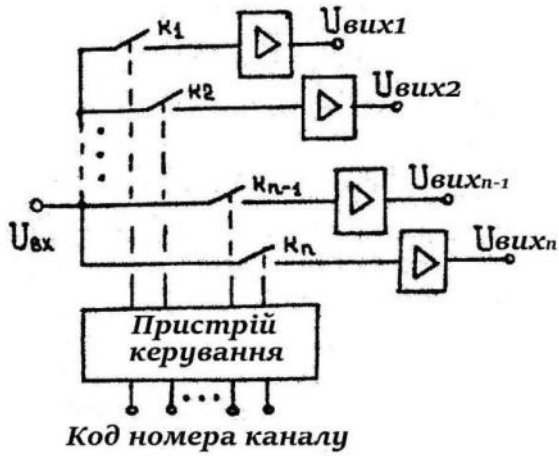 К1
Uвих1
К2
Uвих2
Кn-1
Uвихn-1
Uвх
Кn
Uвихn
Пристрій
керування
Код номера каналу